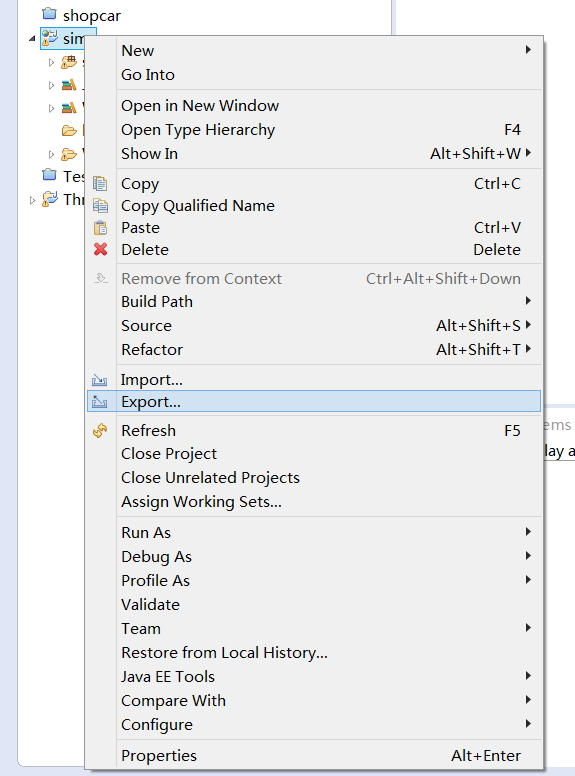 shopcar
sim
New
Go Into
Open in New Window
Open Type Hierarchy F4
Show In Alt+Shift+W
Copy Ctrl+C
Copy Qualified Name
Paste Ctrl+V
Delete Delete
Remove from Context Ctrl+Alt+Shift+Down
Build Path
Source Alt+Shift+S
Refactor Alt+Shift+T
Import...
Export...
Refresh F5
Close Project
Close Unrelated Projects
Assign Working Sets...
Run As
Debug As
Profile As
Validate
Team
Restore from Local History...
Java EE Tools
Compare With
Configure
Properties Alt+Enter
Tes
Thr
ems
lay a